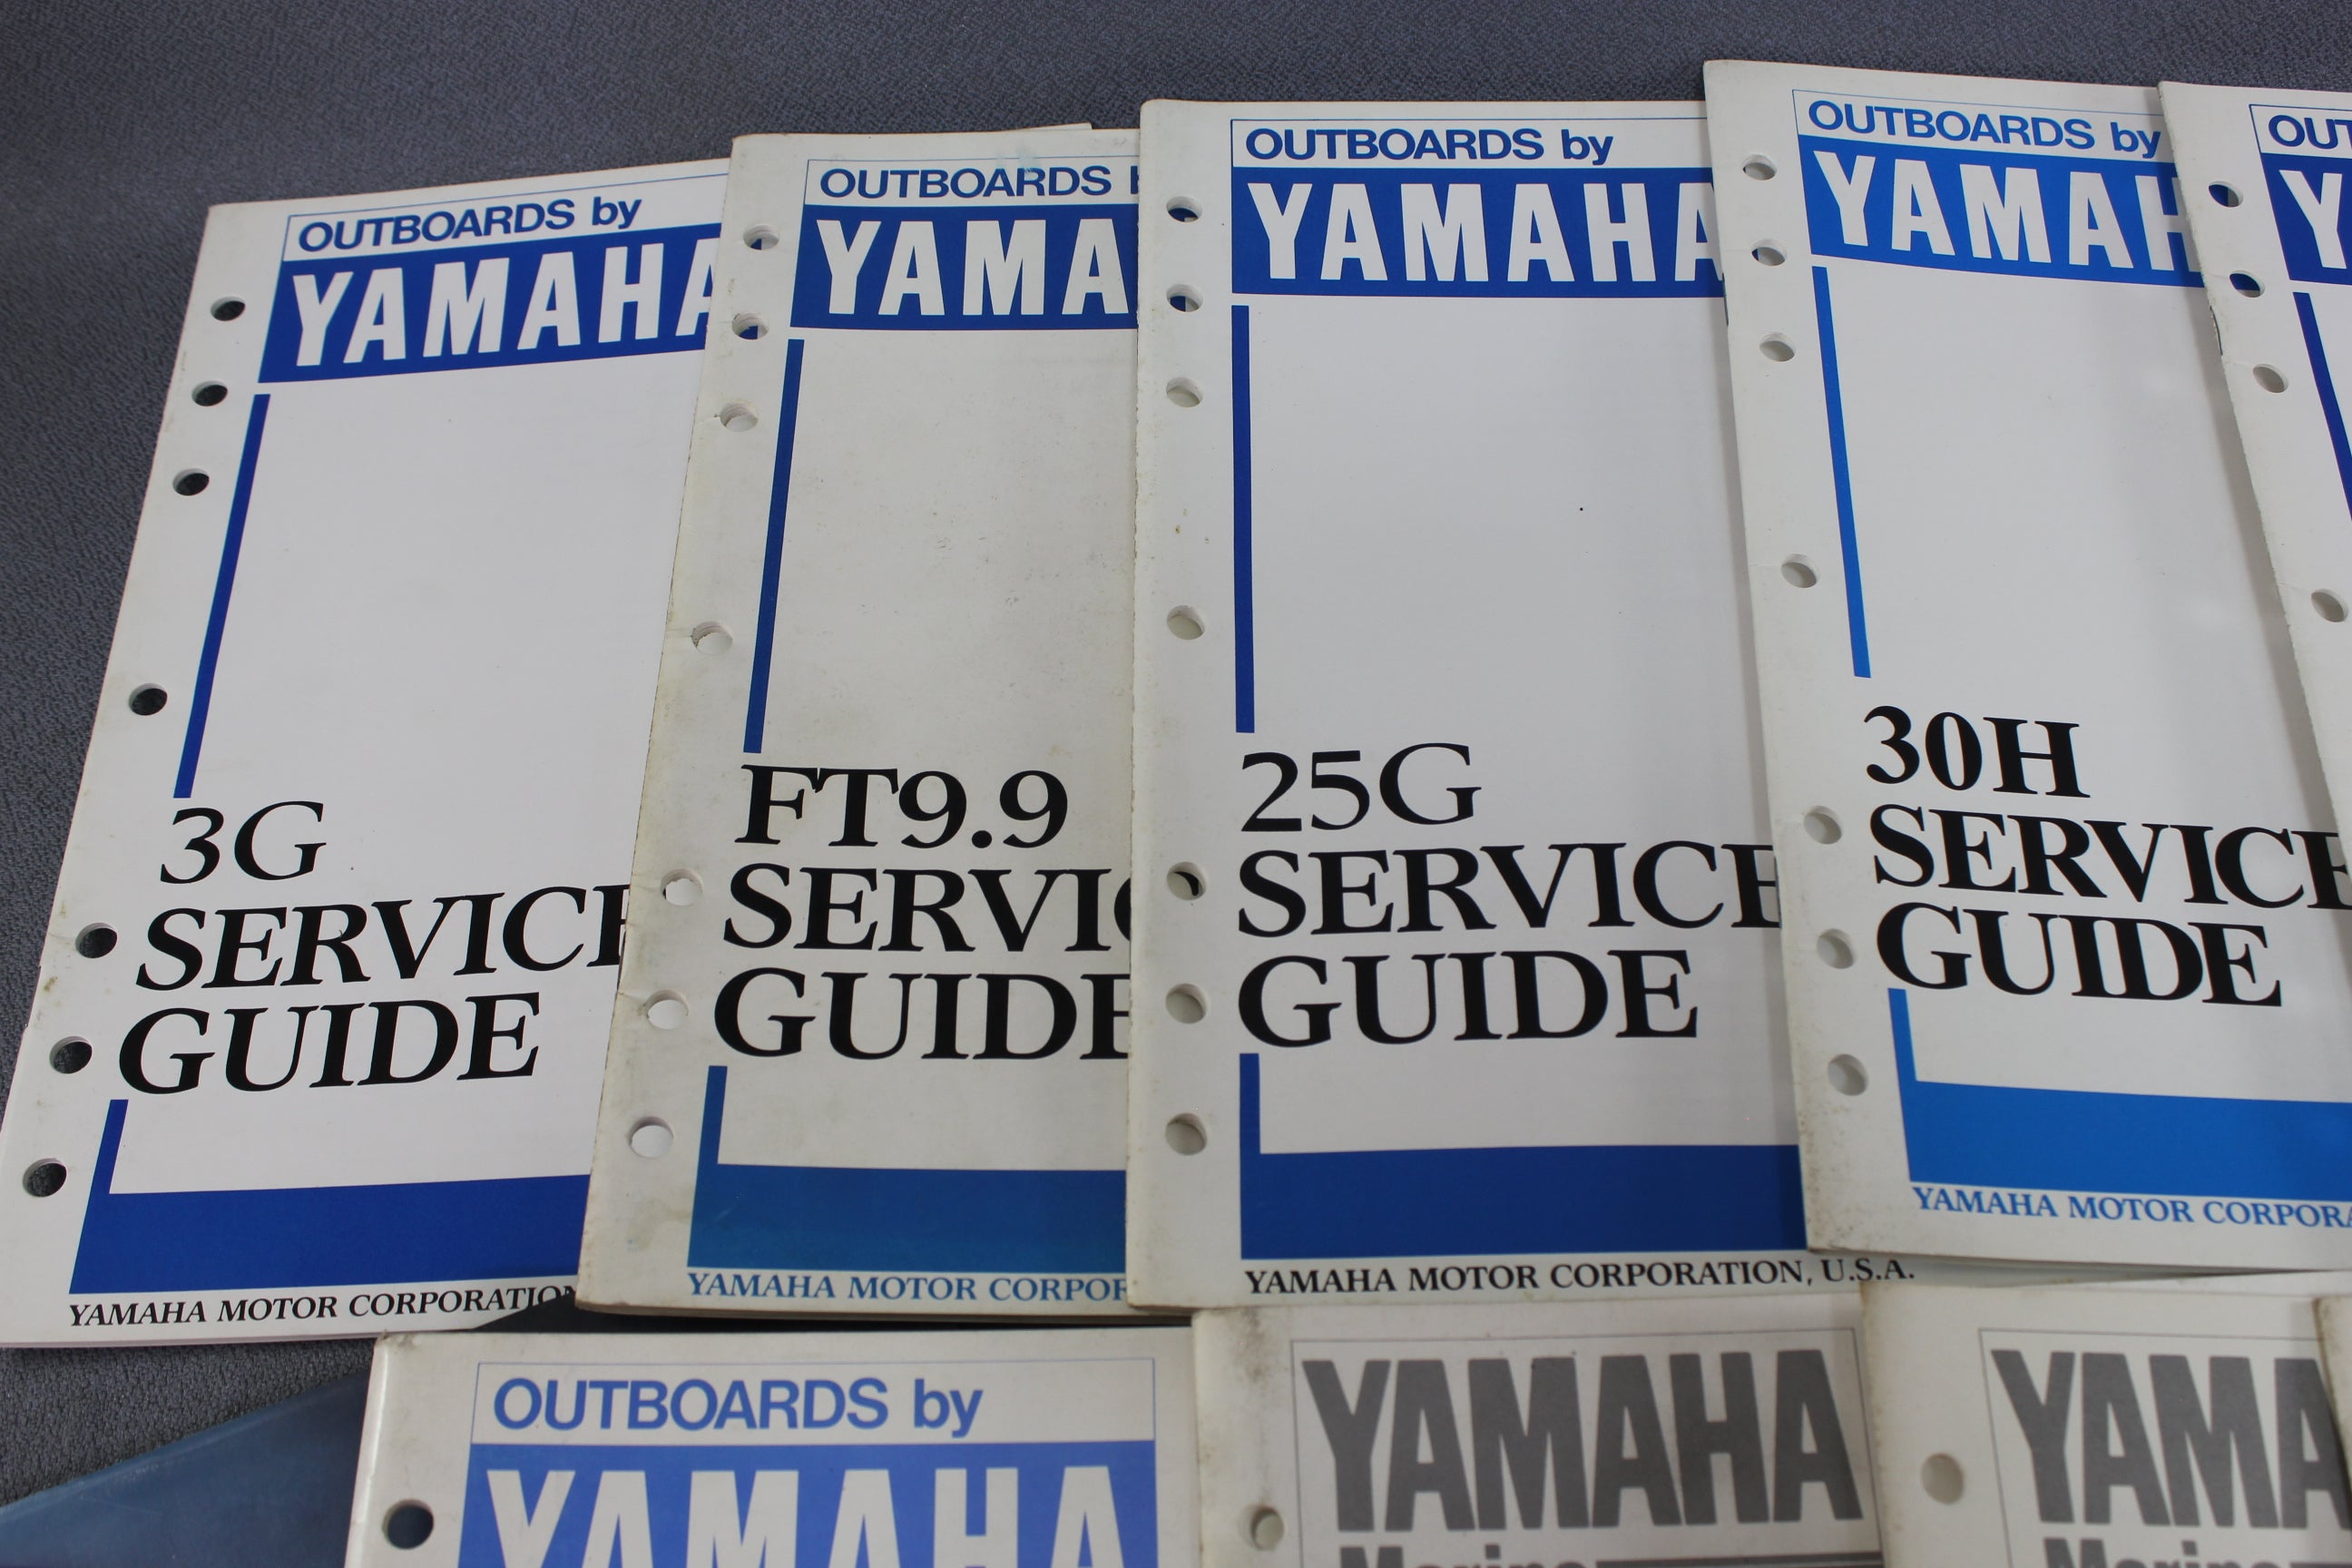 OUTBOARDS by
YAMAHA
3G
SERVICE
GUIDE
YAMAHA MOTOR CORPORATION
OUTBOARDS
YAMA
FT9.9
SERVIC
GUIDE
YAMAHA MOTOR CORPOR
OUTBOARDS by
YAMAHA
25G
SERVICE
GUIDE
YAMAHA MOTOR CORPORATION, U.S.A.
OUTBOARDS by
YAMAH
30H
SERVICE
GUIDE
YAMAHA MOTOR CORPORA
OUT
Y
OUTBOARDS by
YAMAHA
YAMAHA
Marine
YAMA